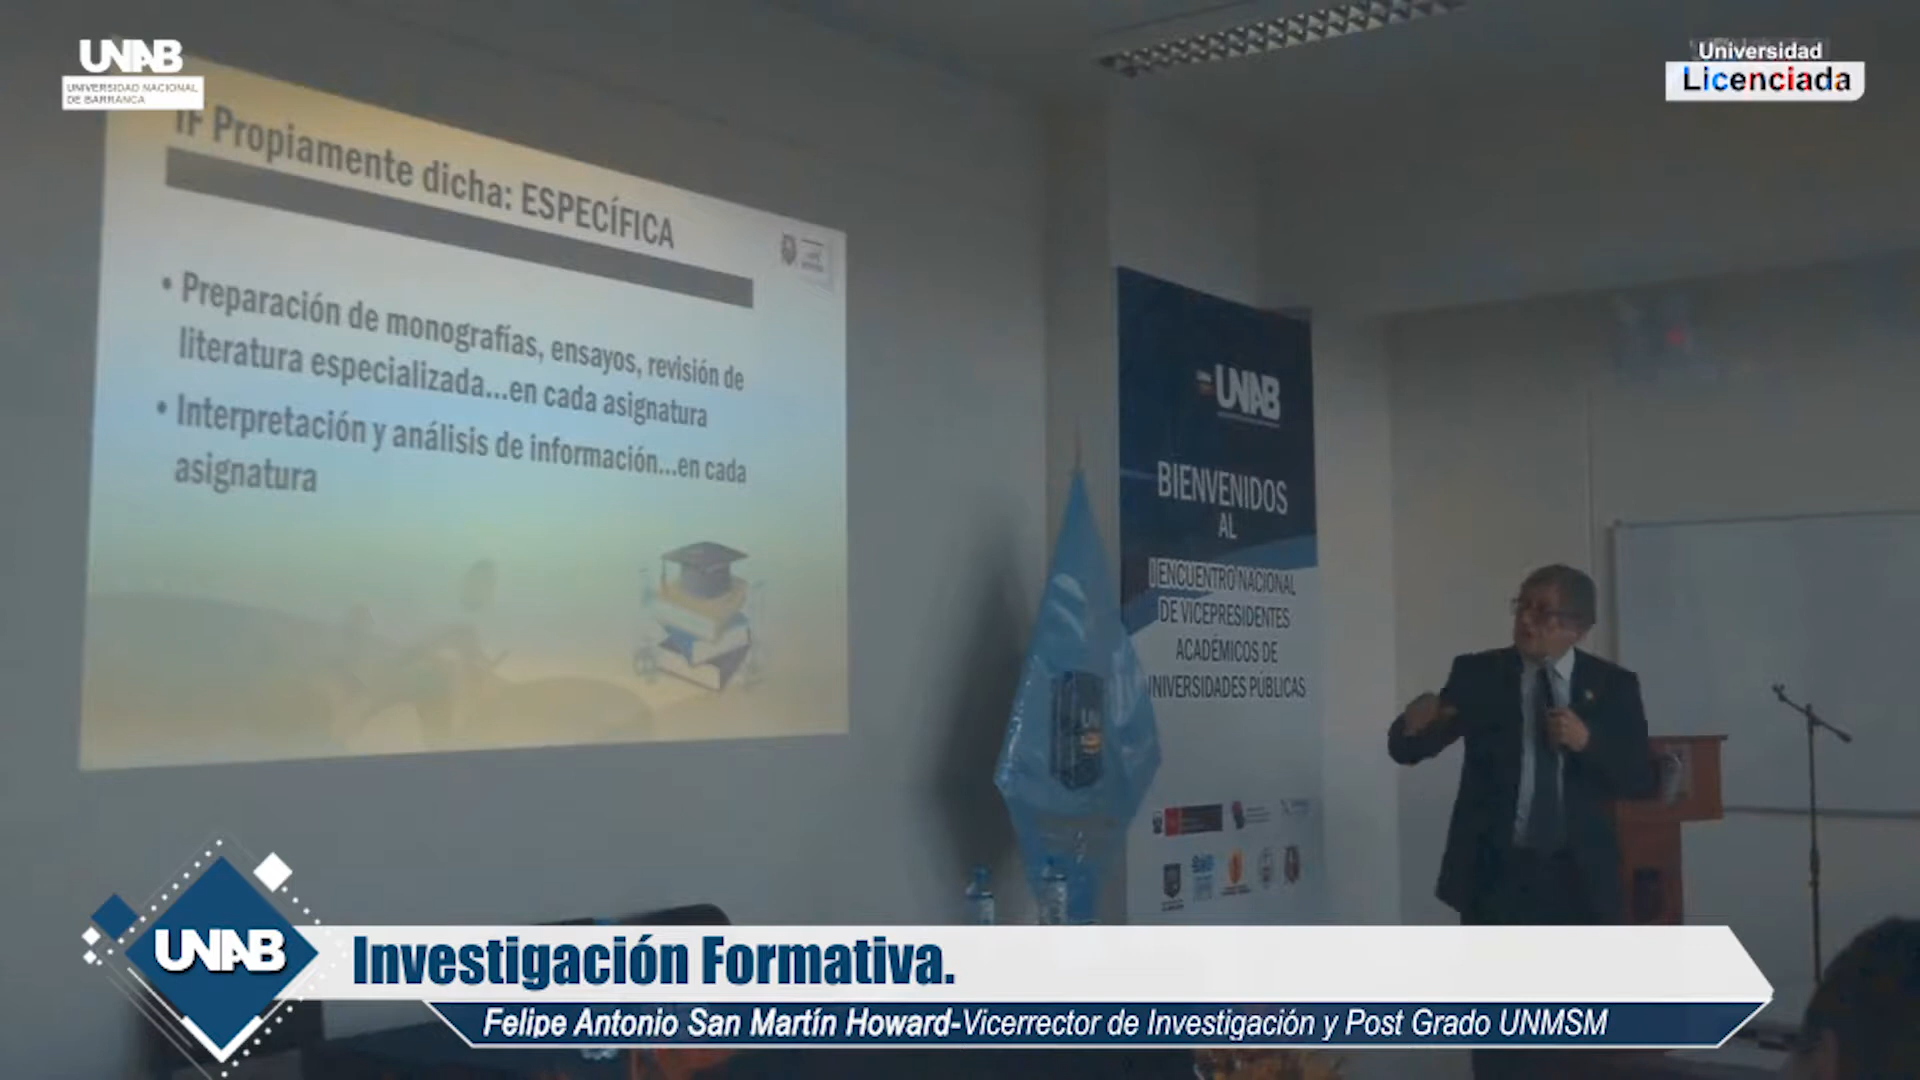 UNAB
UNIVERSIDAD NACIONAL
DE BARRANCA
Universidad
Licenciada
IF Propiamente dicha: ESPECÍFICA
• Preparación de monografías, ensayos, revisión de
literatura especializada...en cada asignatura
• Interpretación y análisis de información...en cada
asignatura
UNAB
BIENVENIDOS
AL
I ENCUENTRO NACIONAL
DE VICEPRESIDENTES
ACADÉMICOS DE
UNIVERSIDADES PÚBLICAS
UNAB
Investigación Formativa.
Felipe Antonio San Martín Howard-Vicerrector de Investigación y Post Grado UNMSM